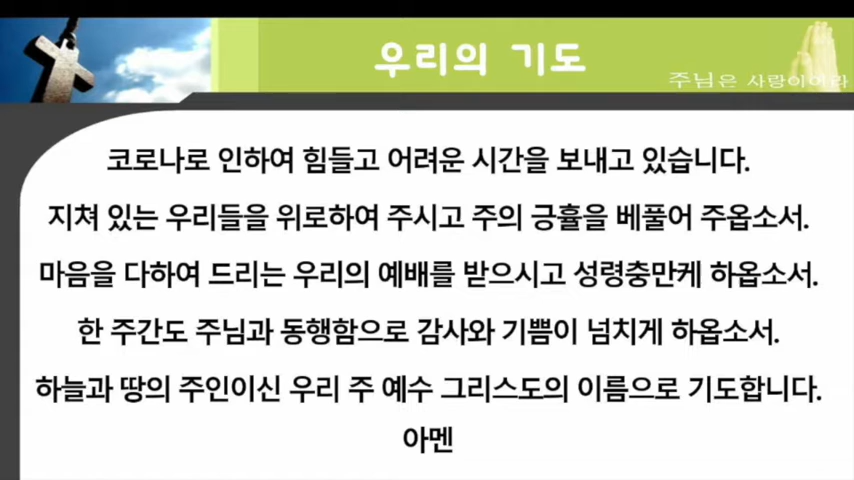 우리의 기도
주님은 사랑이이라
코로나로 인하여 힘들고 어려운 시간을 보내고 있습니다.
지쳐 있는 우리들을 위로하여 주시고 주의 긍휼을 베풀어 주옵소서.
마음을 다하여 드리는 우리의 예배를 받으시고 성령충만케 하옵소서.
한 주간도 주님과 동행함으로 감사와 기쁨이 넘치게 하옵소서.
하늘과 땅의 주인이신 우리 주 예수 그리스도의 이름으로 기도합니다.
아멘